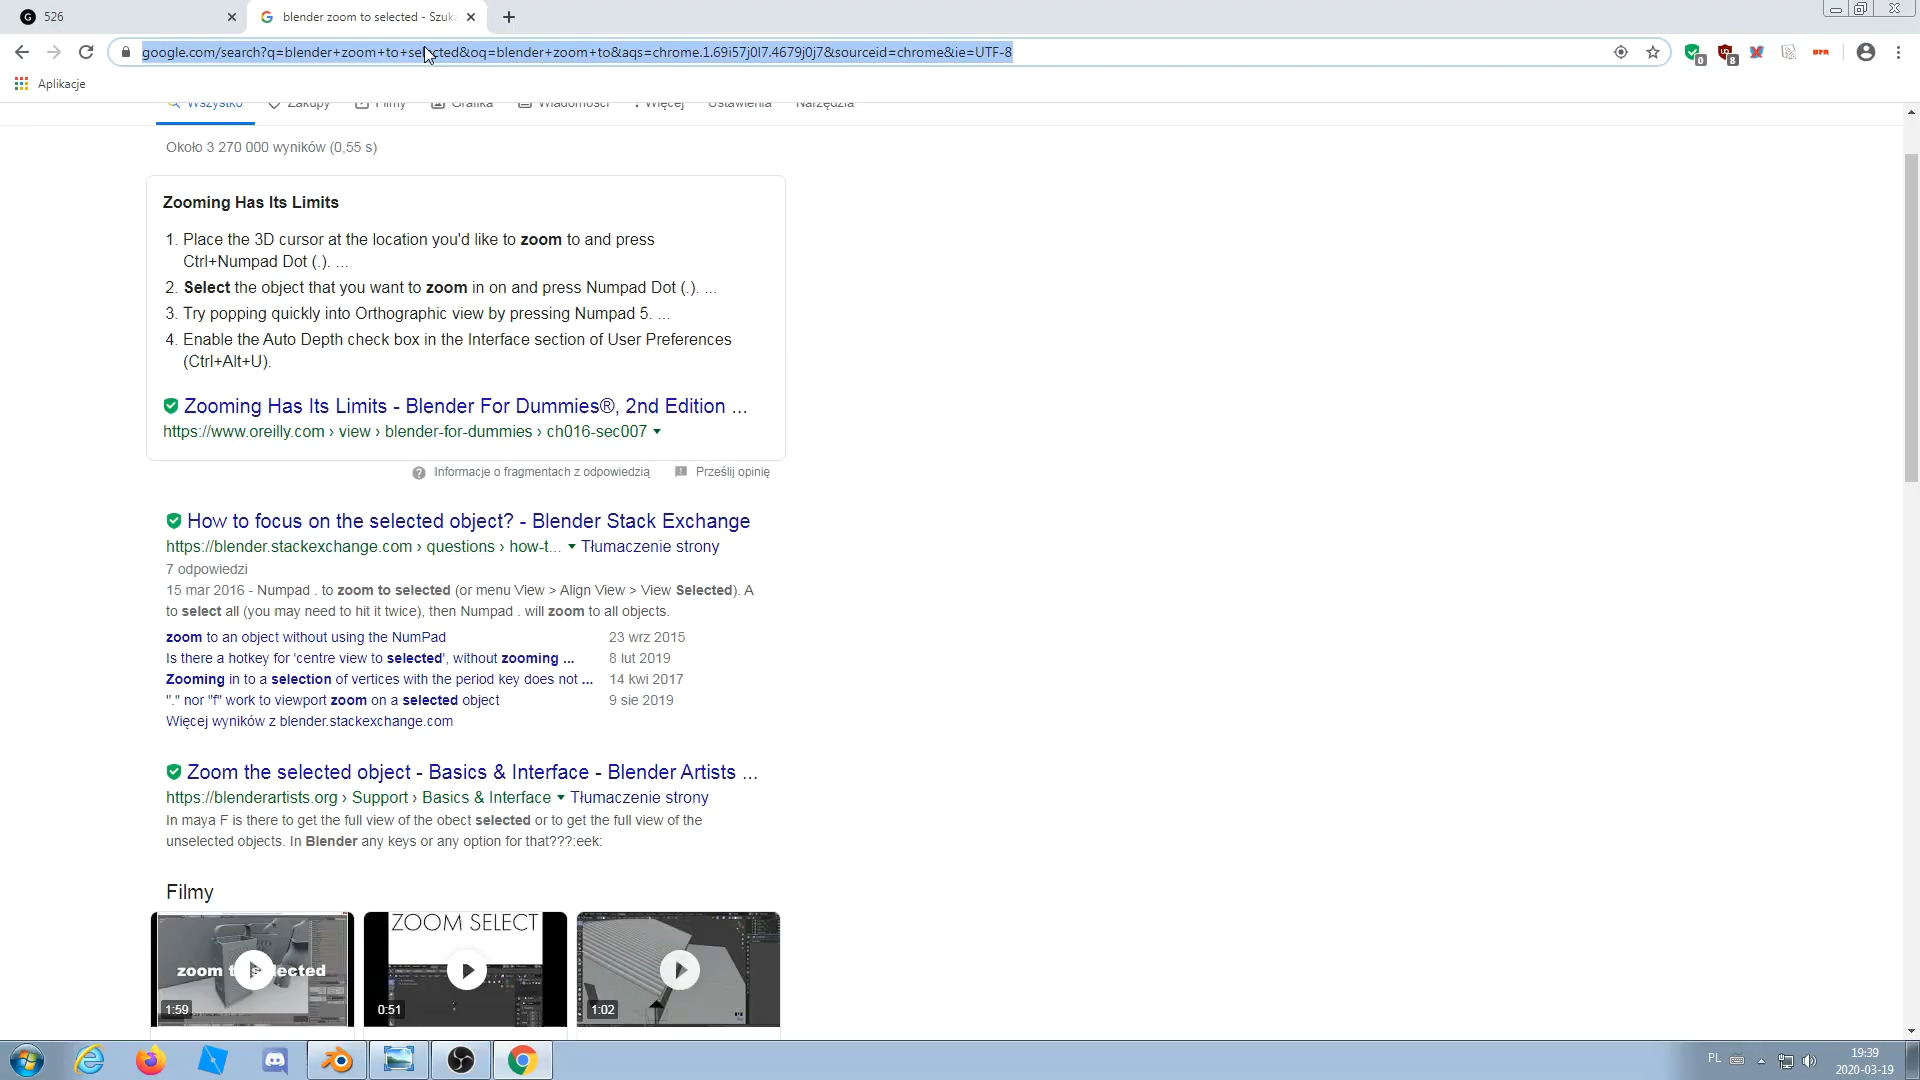 526
blender zoom to selected - Szuka
google.com/search?q=blender+zoom+to+selected&oq=blender+zoom+to&aqs=chrome.1.69i57j0l7.4679j0j7&sourceid=chrome&ie=UTF-8
0
8
Aplikacje
Wszystko Zakupy Filmy Grafika Wiadomości Więcej Ustawienia Narzędzia
Około 3 270 000 wyników (0,55 s)
Zooming Has Its Limits
1. Place the 3D cursor at the location you'd like to zoom to and press
Ctrl+Numpad Dot (.). ...
2. Select the object that you want to zoom in on and press Numpad Dot (.). ...
3. Try popping quickly into Orthographic view by pressing Numpad 5. ...
4. Enable the Auto Depth check box in the Interface section of User Preferences
(Ctrl+Alt+U).
Zooming Has Its Limits - Blender For Dummies®, 2nd Edition ...
https://www.oreilly.com › view › blender-for-dummies › ch016-sec007
Informacje o fragmentach z odpowiedzią Prześlij opinię
How to focus on the selected object? - Blender Stack Exchange
https://blender.stackexchange.com › questions › how-t... Tłumaczenie strony
7 odpowiedzi
15 mar 2016 - Numpad . to zoom to selected (or menu View > Align View > View Selected). A
to select all (you may need to hit it twice), then Numpad . will zoom to all objects.
zoom to an object without using the NumPad 23 wrz 2015
Is there a hotkey for 'centre view to selected', without zooming ... 8 lut 2019
Zooming in to a selection of vertices with the period key does not ... 14 kwi 2017
"." nor "f" work to viewport zoom on a selected object 9 sie 2019
Więcej wyników z blender.stackexchange.com
Zoom the selected object - Basics & Interface - Blender Artists ...
https://blenderartists.org › Support › Basics & Interface Tłumaczenie strony
In maya F is there to get the full view of the obect selected or to get the full view of the
unselected objects. In Blender any keys or any option for that???:eek:
Filmy
ZOOM SELECT
zoom to selected
1:59
0:51
1:02
PL
19:39
2020-03-19